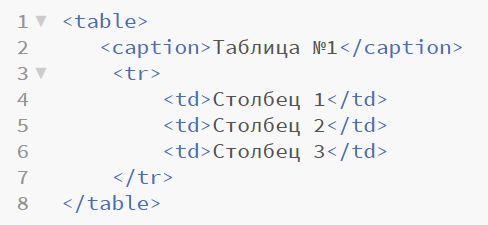 1 <table>
2    <caption>Таблица №1</caption>
3     <tr>
4         <td>Столбец 1</td>
5         <td>Столбец 2</td>
6         <td>Столбец 3</td>
7     </tr>
8 </table>